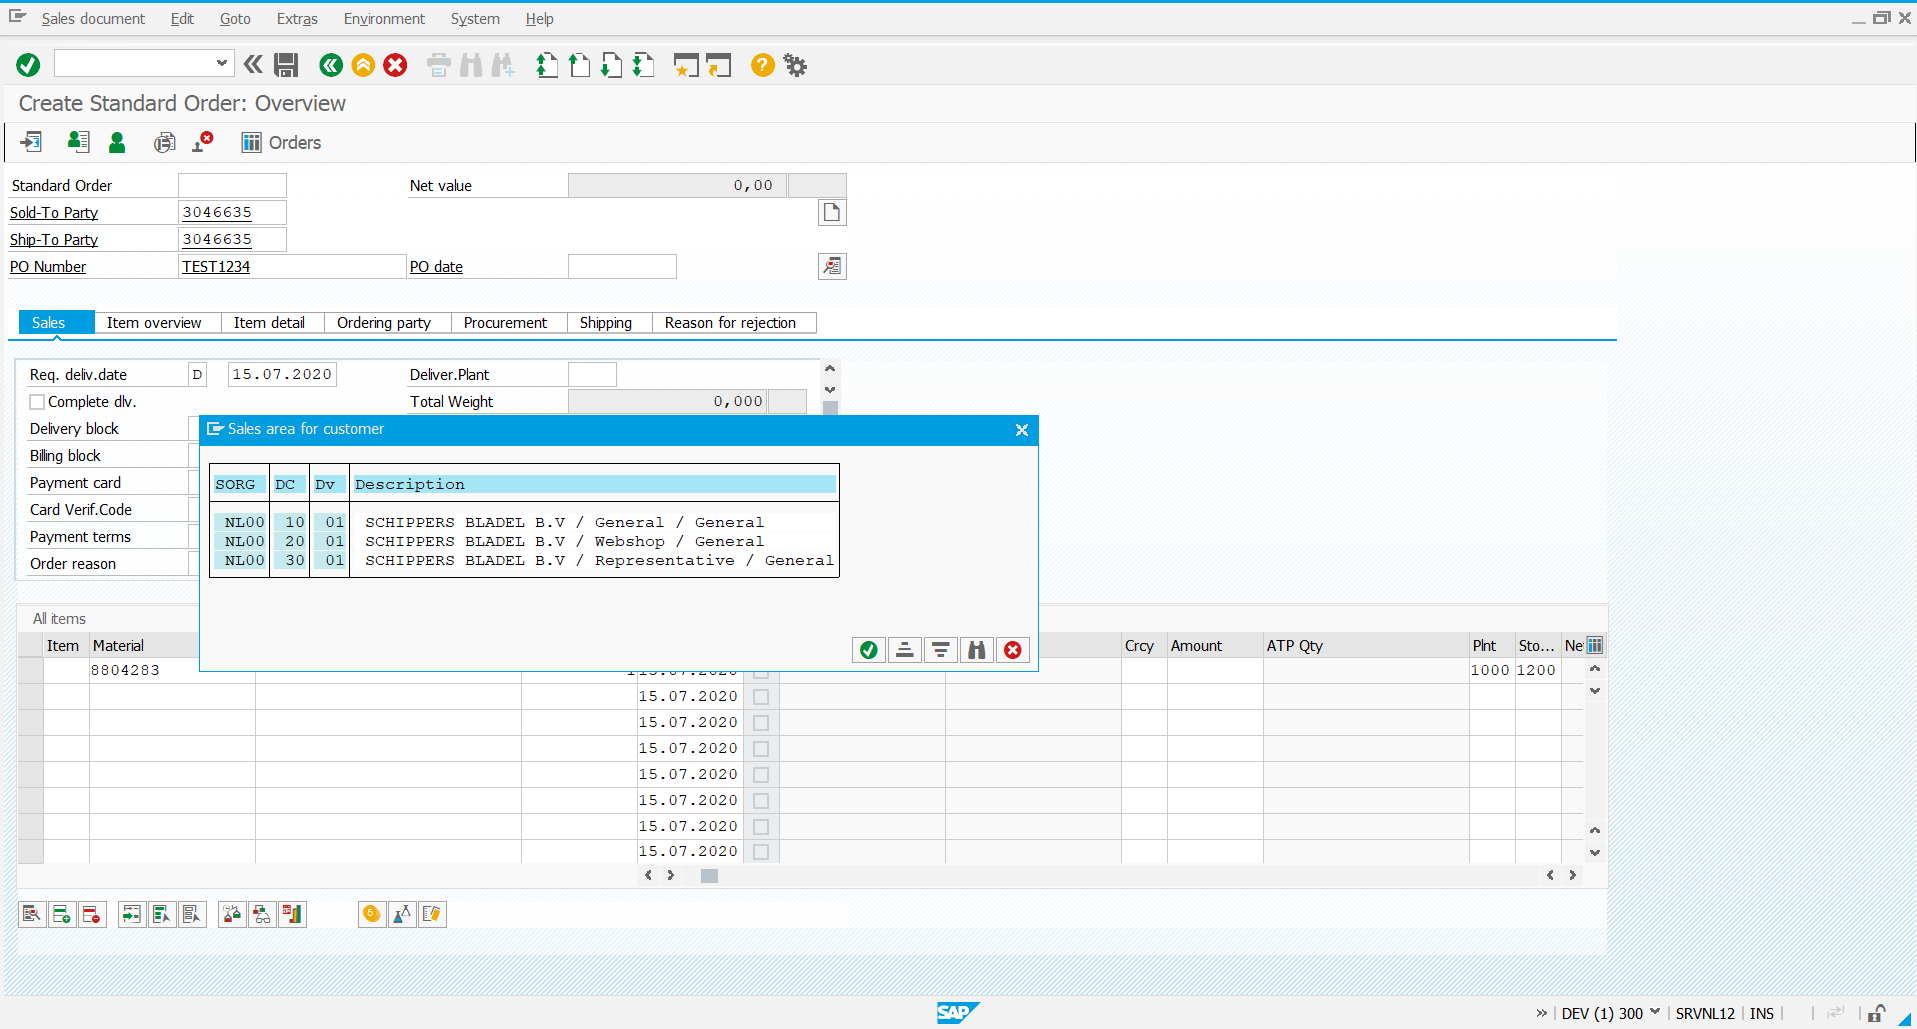 Sales document Edit Goto Extras Environment System Help
Create Standard Order: Overview
Orders
Standard Order Net value 0,00
Sold-To Party 3046635
Ship-To Party 3046635
PO Number TEST1234 PO date
Sales Item overview Item detail Ordering party Procurement Shipping Reason for rejection
Req. deliv.date D 15.07.2020 Deliver.Plant
Complete dlv. Total Weight 0,000
Delivery block
Billing block
Payment card
Card Verif.Code
Payment terms
Order reason
Sales area for customer
SORG DC Dv Description
NL00 10 01 SCHIPPERS BLADEL B.V / General / General
NL00 20 01 SCHIPPERS BLADEL B.V / Webshop / General
NL00 30 01 SCHIPPERS BLADEL B.V / Representative / General
All items
Item Material Crcy Amount ATP Qty Plnt Sto... Ne
8804283 1000 1200
15.07.2020
15.07.2020
15.07.2020
15.07.2020
15.07.2020
15.07.2020
15.07.2020
SAP DEV (1) 300 SRVNL12 INS